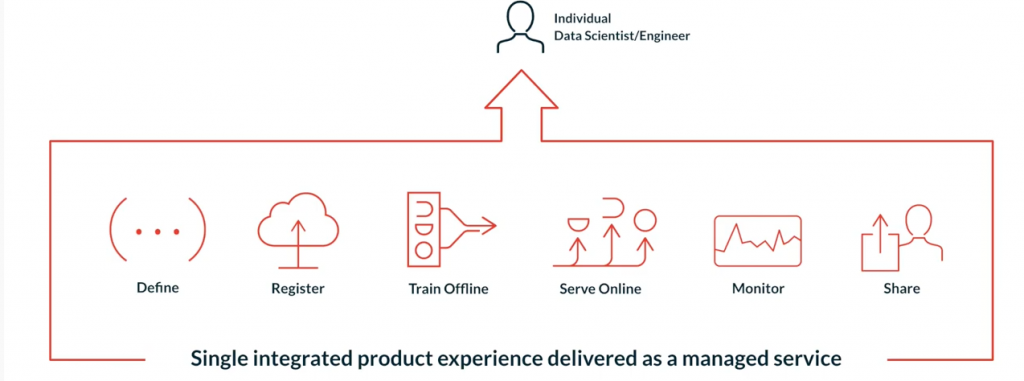 Individual
Data Scientist/Engineer
Define
Register
Train Offline
Serve Online
Monitor
Share
Single integrated product experience delivered as a managed service